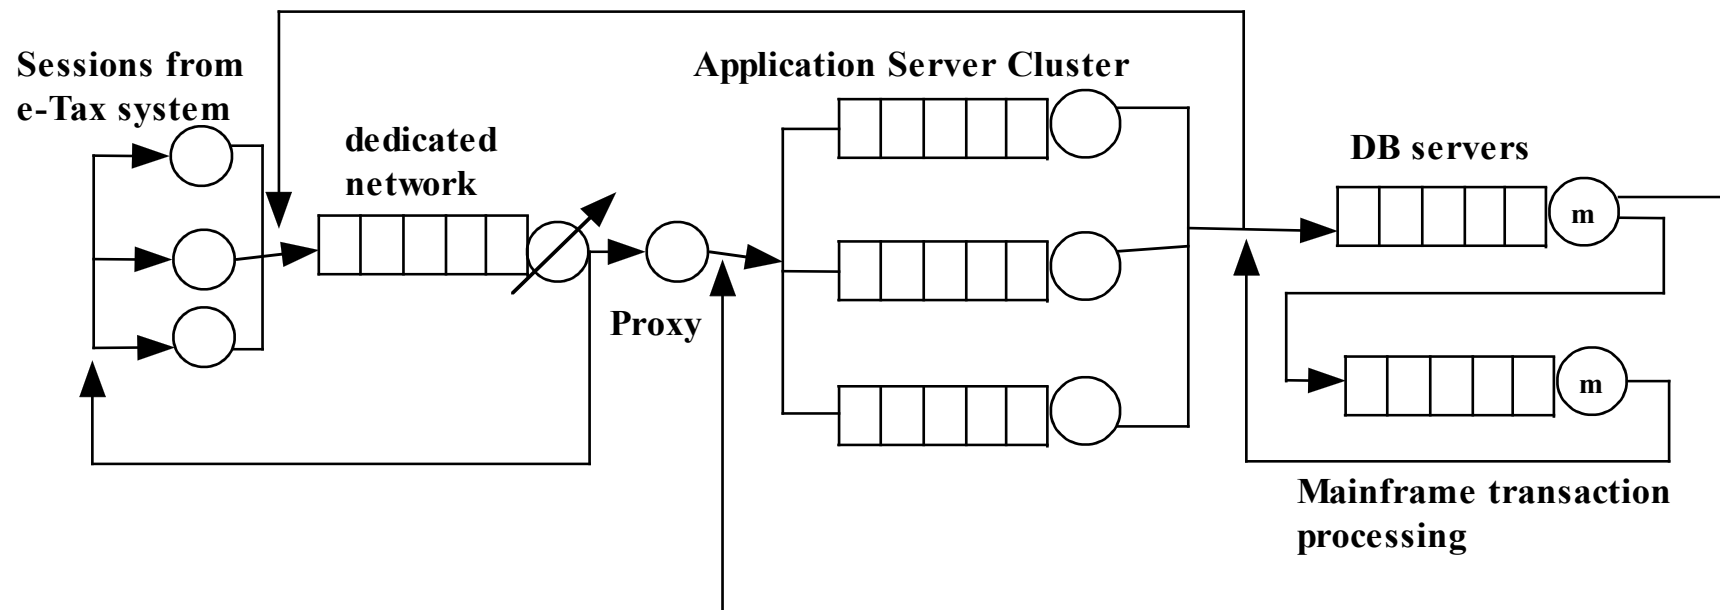 Sessions from
e-Tax system
dedicated
network
Proxy
Application Server Cluster
DB servers
m
m
Mainframe transaction
processing